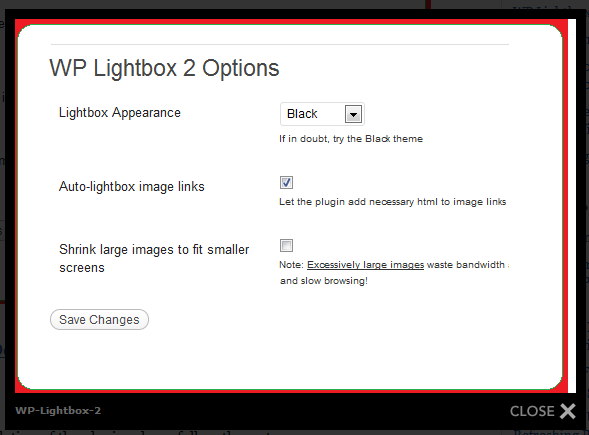 WP Lightbox 2 Options
Lightbox Appearance
Black
If in doubt, try the Black theme
Auto-lightbox image links
Let the plugin add necessary html to image links
Shrink large images to fit smaller
screens
Note: Excessively large images waste bandwidth
and slow browsing!
Save Changes
WP-Lightbox-2
CLOSE